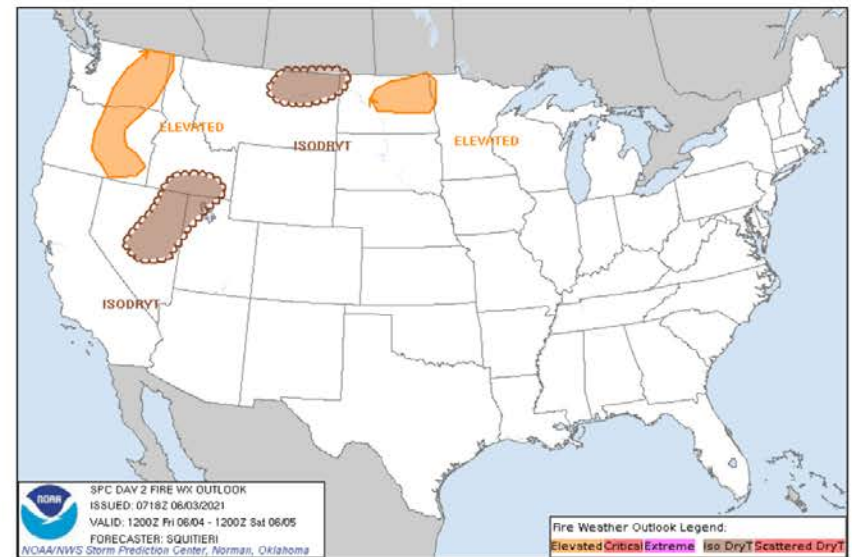 ELEVATED
ISODRYT
ELEVATED
ISODRYT
NOAA
SPC DAY 2 FIRE WX OUTLOOK
ISSUED: 0718Z 06/03/2021
VALID: 1200Z Fri 06/04 - 1200Z Sat 06/05
FORECASTER: SQUITIERI
NOAA/NWS Storm Prediction Center, Norman, Oklahoma
Fire Weather Outlook Legend:
Elevated Critical Extreme Iso DryT Scattered DryT